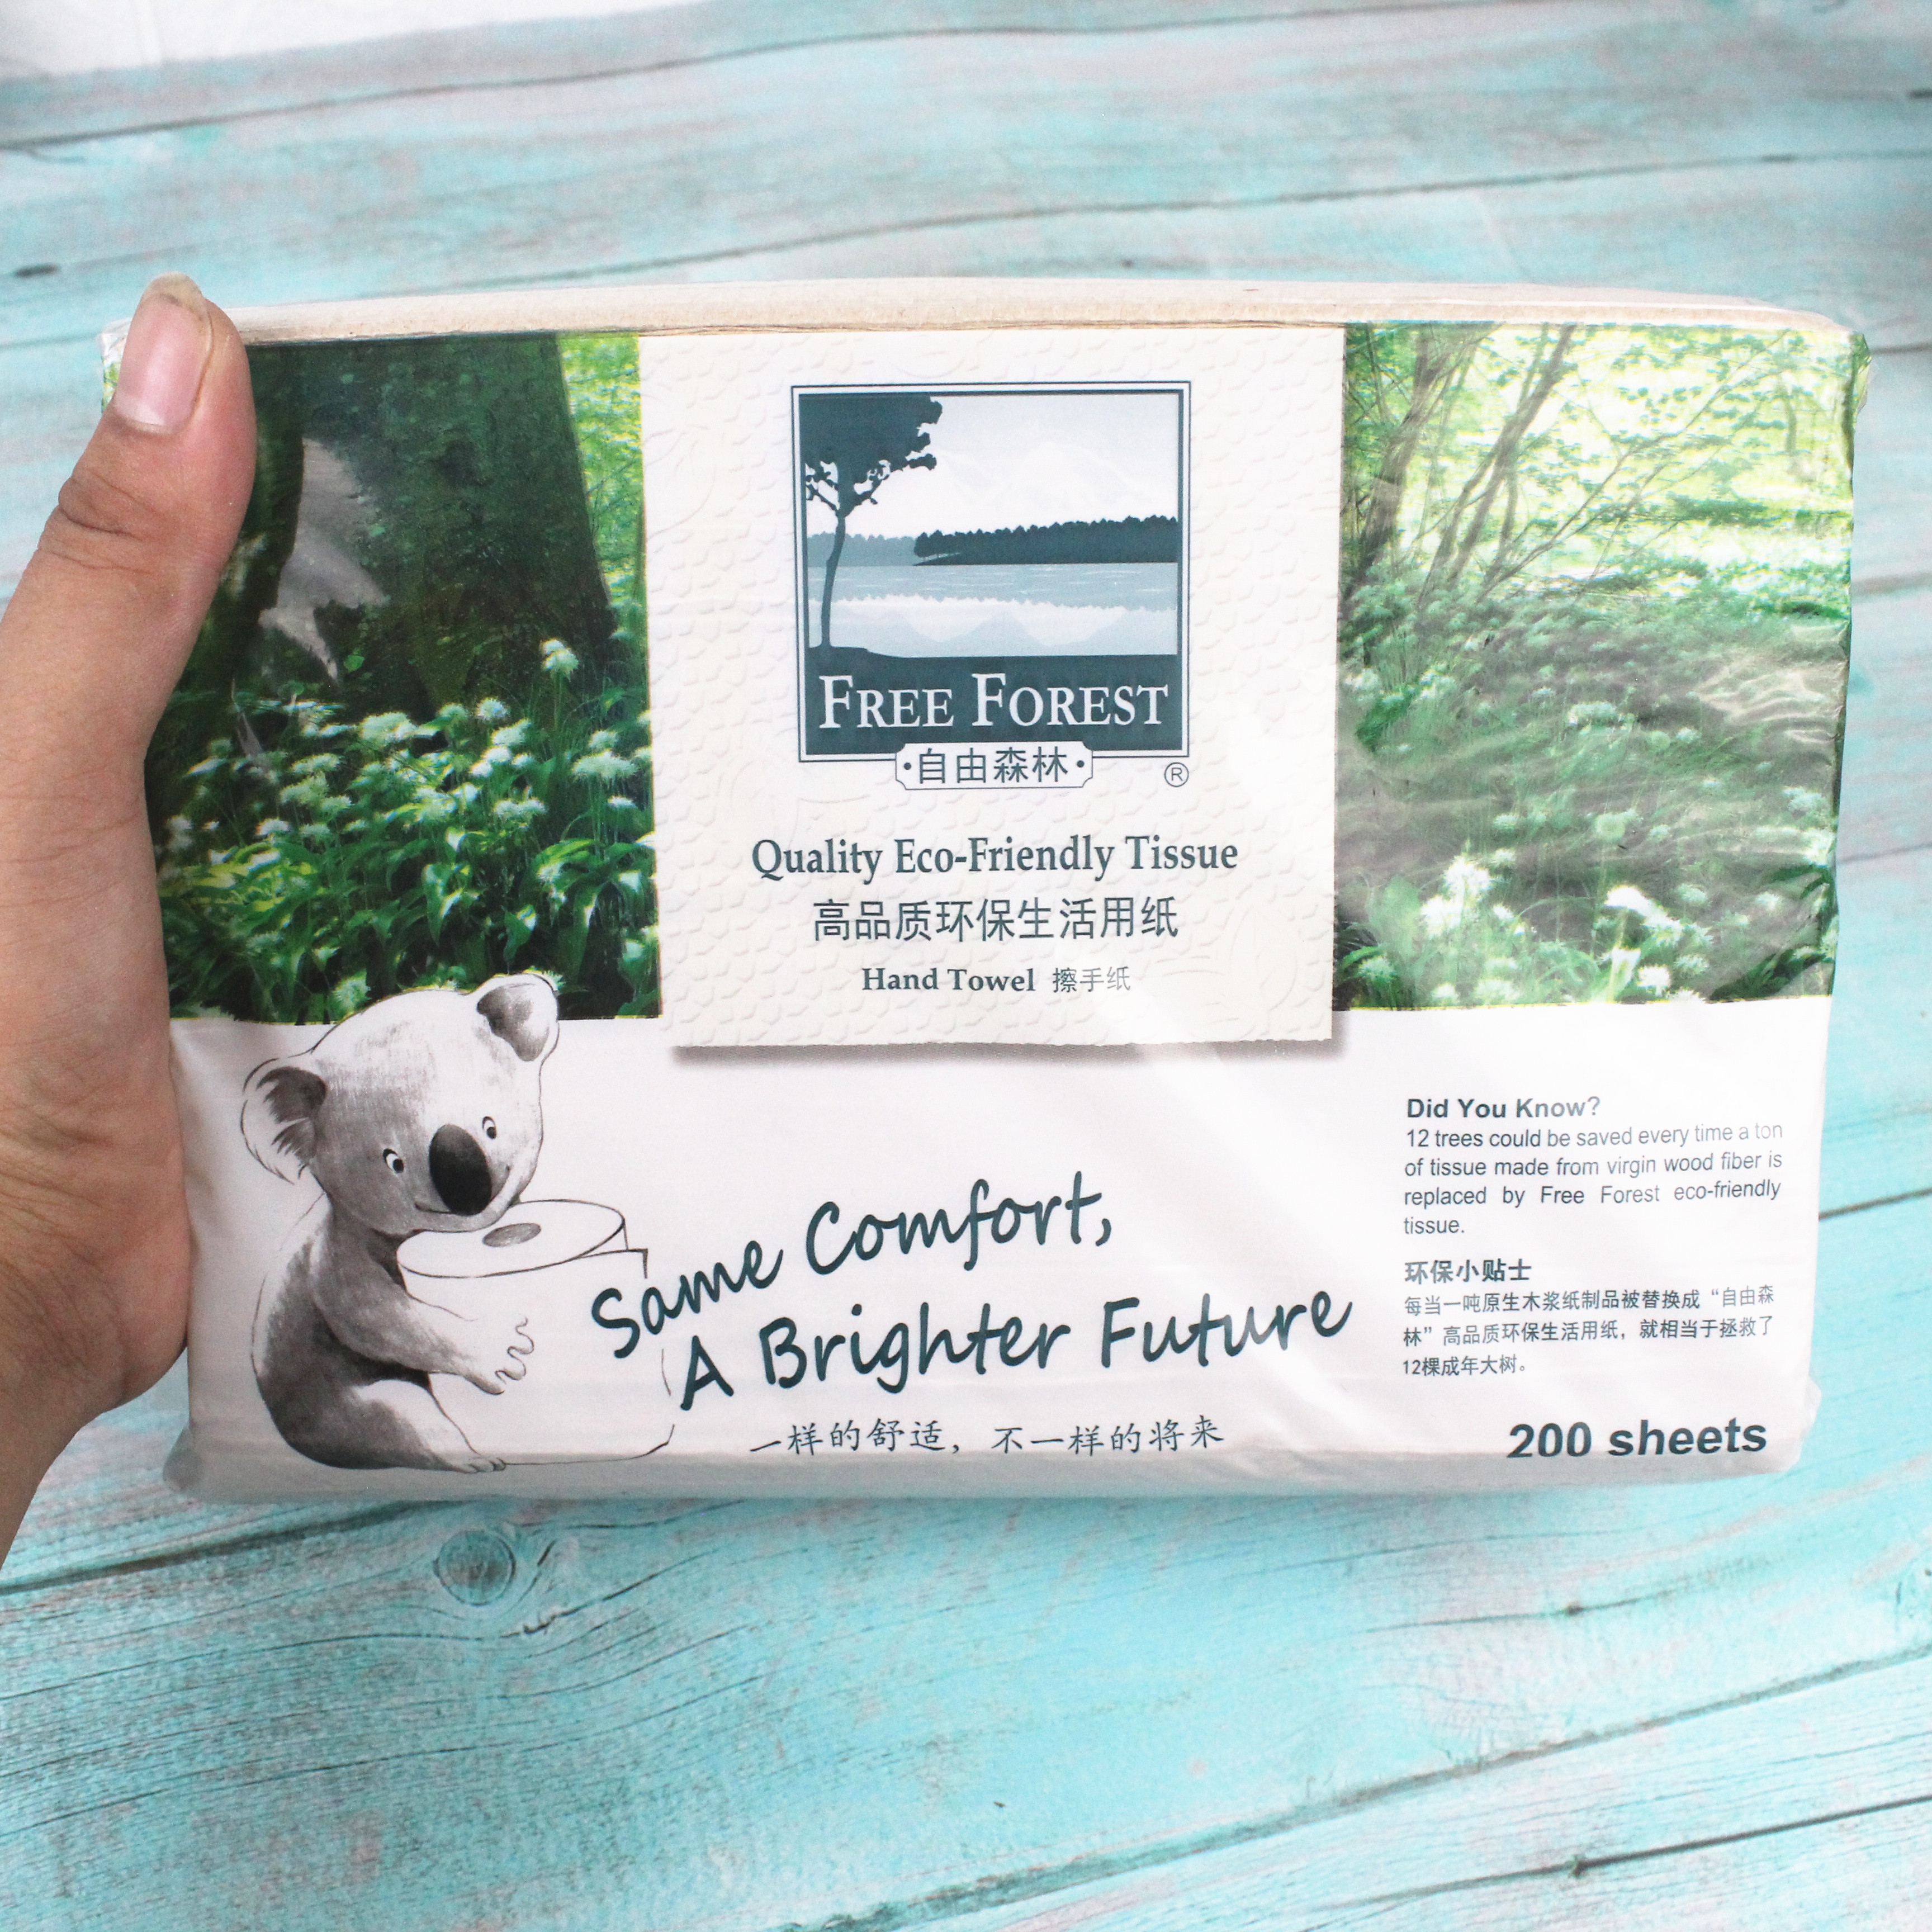 FREE FOREST
·自由森林·
®
Quality Eco-Friendly Tissue
高品质环保生活用纸
Hand Towel 擦手纸
Same Comfort,
A Brighter Future
一样的舒适，不一样的将来
Did You Know?
12 trees could be saved every time a ton
of tissue made from virgin wood fiber is
replaced by Free Forest eco-friendly
tissue.
环保小贴士
每当一吨原生木浆纸制品被替换成“自由森
林”高品质环保生活用纸，就相当于拯救了
12棵成年大树。
200 sheets